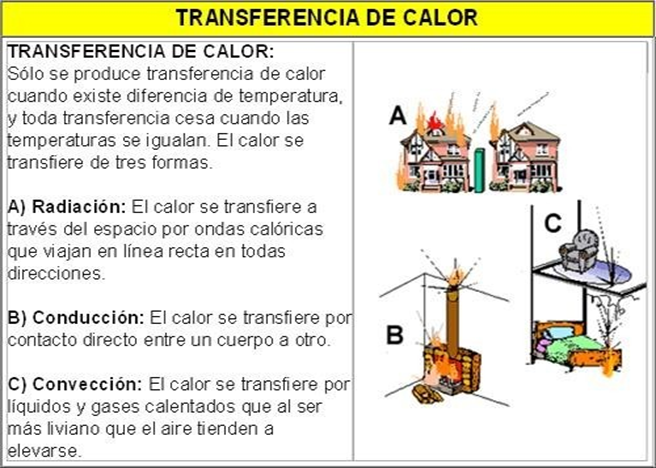 TRANSFERENCIA DE CALOR
TRANSFERENCIA DE CALOR:
Sólo se produce transferencia de calor
cuando existe diferencia de temperatura,
y toda transferencia cesa cuando las
temperaturas se igualan. El calor se
transfiere de tres formas.
A) Radiación: El calor se transfiere a
través del espacio por ondas calóricas
que viajan en línea recta en todas
direcciones.
B) Conducción: El calor se transfiere por
contacto directo entre un cuerpo a otro.
C) Convección: El calor se transfiere por
líquidos y gases calentados que al ser
más liviano que el aire tienden a
elevarse.
A
C
B